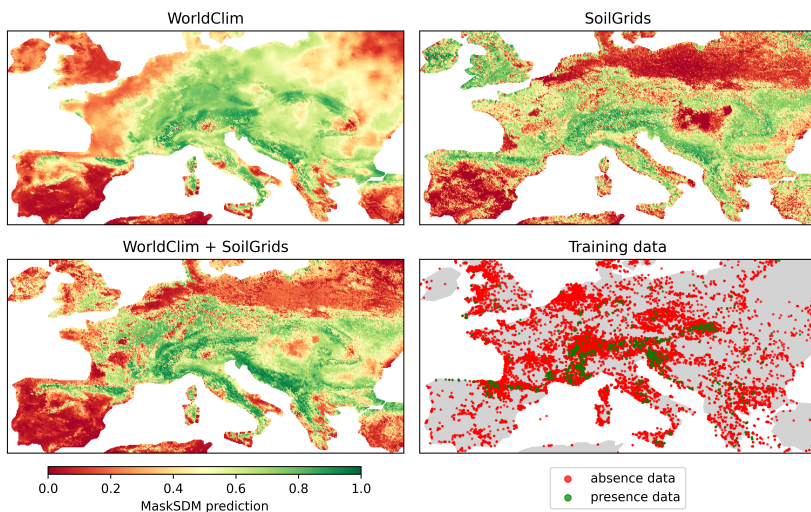 WorldClim
SoilGrids
WorldClim + SoilGrids
Training data
0.0 0.2 0.4 0.6 0.8 1.0
MaskSDM prediction
absence data
presence data